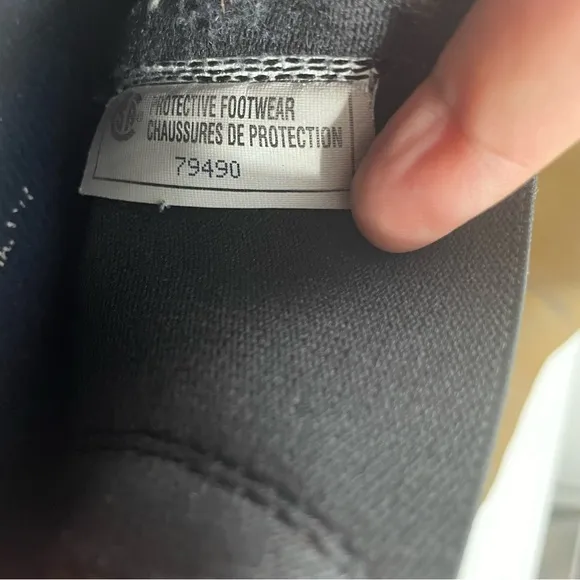 PROTECTIVE FOOTWEAR
CHAUSSURES DE PROTECTION
79490